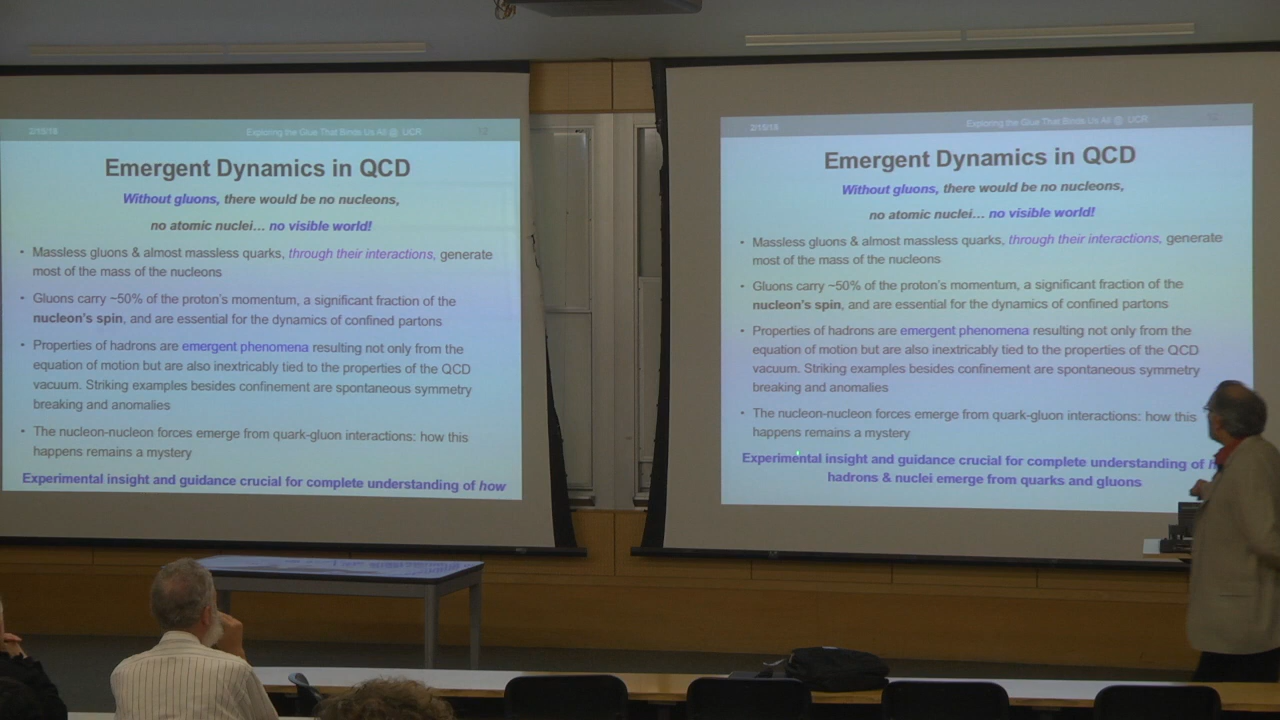 2/15/18 Exploring the Glue That Binds Us All @ UCR
Emergent Dynamics in QCD
Without gluons, there would be no nucleons,
no atomic nuclei... no visible world!
• Massless gluons & almost massless quarks, through their interactions, generate
most of the mass of the nucleons
• Gluons carry ~50% of the proton's momentum, a significant fraction of the
nucleon's spin, and are essential for the dynamics of confined partons
• Properties of hadrons are emergent phenomena resulting not only from the
equation of motion but are also inextricably tied to the properties of the QCD
vacuum. Striking examples besides confinement are spontaneous symmetry
breaking and anomalies
• The nucleon-nucleon forces emerge from quark-gluon interactions: how this
happens remains a mystery
Experimental insight and guidance crucial for complete understanding of how
2/15/18 Exploring the Glue That Binds Us All @ UCR
Emergent Dynamics in QCD
Without gluons, there would be no nucleons,
no atomic nuclei... no visible world!
• Massless gluons & almost massless quarks, through their interactions, generate
most of the mass of the nucleons
• Gluons carry ~50% of the proton's momentum, a significant fraction of the
nucleon's spin, and are essential for the dynamics of confined partons
• Properties of hadrons are emergent phenomena resulting not only from the
equation of motion but are also inextricably tied to the properties of the QCD
vacuum. Striking examples besides confinement are spontaneous symmetry
breaking and anomalies
• The nucleon-nucleon forces emerge from quark-gluon interactions: how this
happens remains a mystery
Experimental insight and guidance crucial for complete understanding of
hadrons & nuclei emerge from quarks and gluons